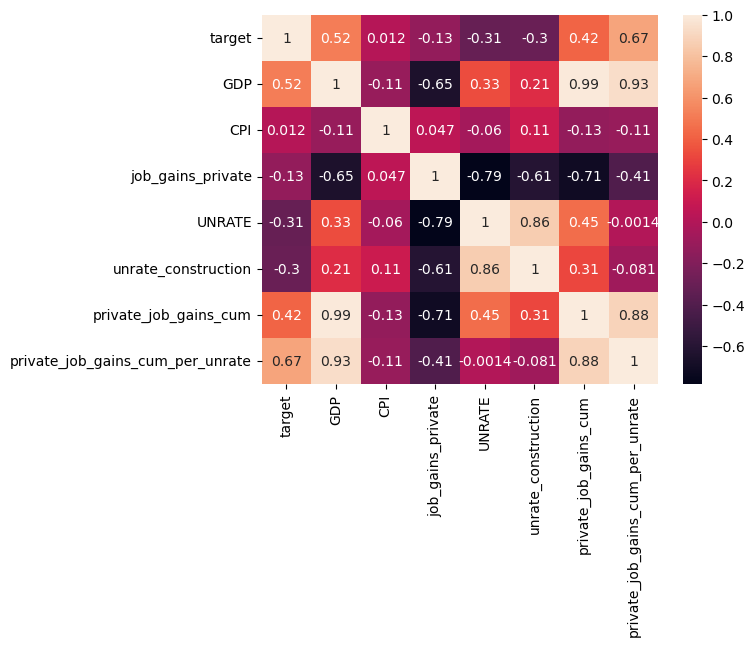 target 1 0.52 0.012 -0.13 -0.31 -0.3 0.42 0.67
GDP 0.52 1 -0.11 -0.65 0.33 0.21 0.99 0.93
CPI 0.012 -0.11 1 0.047 -0.06 0.11 -0.13 -0.11
job_gains_private -0.13 -0.65 0.047 1 -0.79 -0.61 -0.71 -0.41
UNRATE -0.31 0.33 -0.06 -0.79 1 0.86 0.45 -0.0014
unrate_construction -0.3 0.21 0.11 -0.61 0.86 1 0.31 -0.081
private_job_gains_cum 0.42 0.99 -0.13 -0.71 0.45 0.31 1 0.88
private_job_gains_cum_per_unrate 0.67 0.93 -0.11 -0.41 -0.0014 -0.081 0.88 1
target
GDP
CPI
job_gains_private
UNRATE
unrate_construction
private_job_gains_cum
private_job_gains_cum_per_unrate
1.0
0.8
0.6
0.4
0.2
0.0
−0.2
−0.4
−0.6